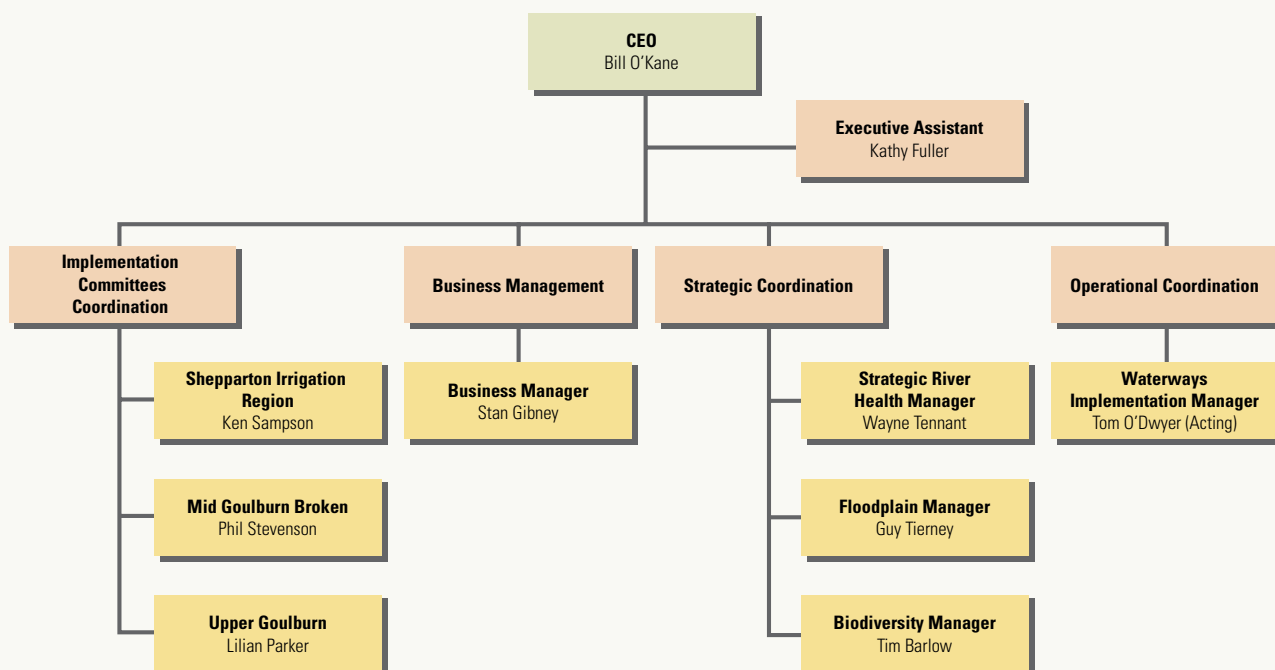 CEO
Bill O’Kane
Executive Assistant
Kathy Fuller
Implementation
Committees
Coordination
Business Management
Strategic Coordination
Operational Coordination
Shepparton Irrigation
Region
Ken Sampson
Business Manager
Stan Gibney
Strategic River
Health Manager
Wayne Tennant
Waterways
Implementation Manager
Tom O’Dwyer (Acting)
Mid Goulburn Broken
Phil Stevenson
Floodplain Manager
Guy Tierney
Upper Goulburn
Lilian Parker
Biodiversity Manager
Tim Barlow